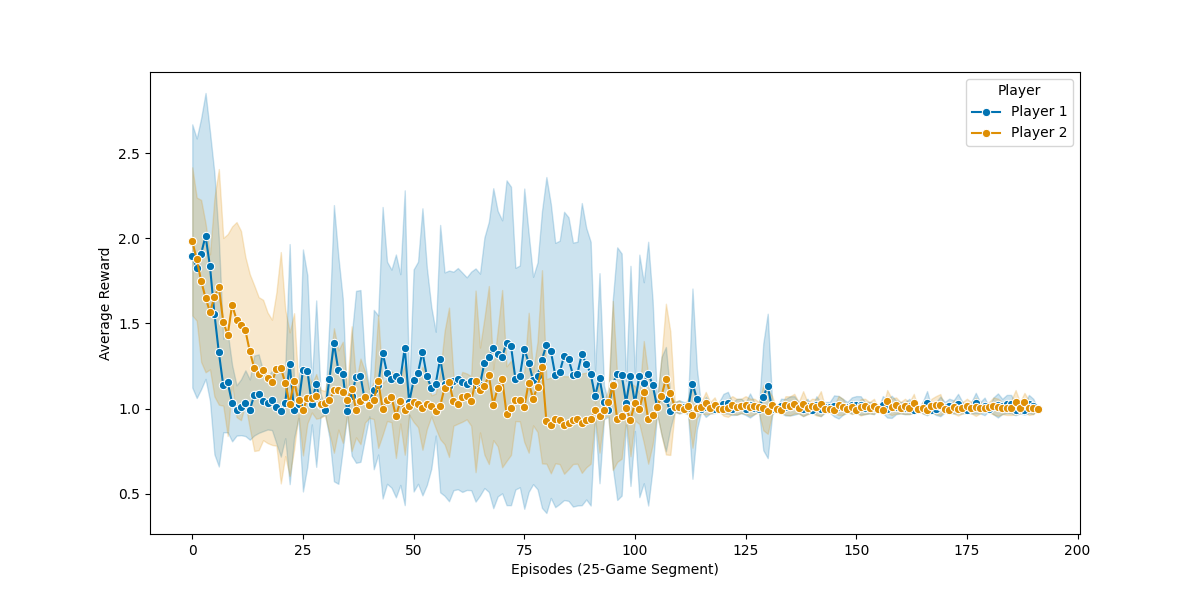 Player
Player 1
Player 2
Average Reward
2.5
2.0
1.5
1.0
0.5
0 25 50 75 100 125 150 175 200
Episodes (25-Game Segment)